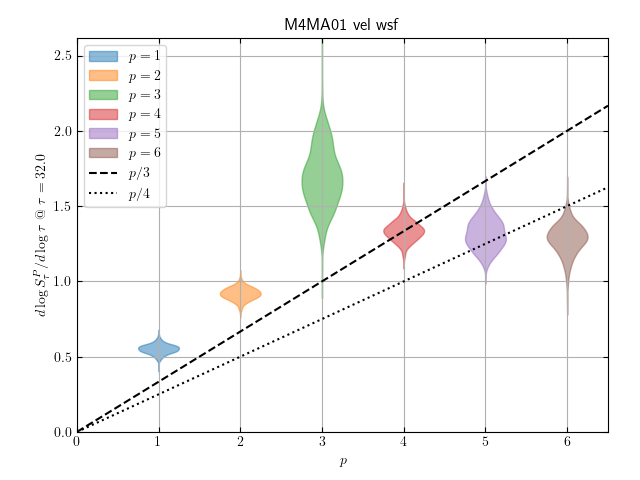 M4MA01 vel wsf
2.5
2.0
1.5
1.0
0.5
0.0
d log S_τ^P / d log τ @ τ = 32.0
p = 1
p = 2
p = 3
p = 4
p = 5
p = 6
p/3
p/4
0 1 2 3 4 5 6
p